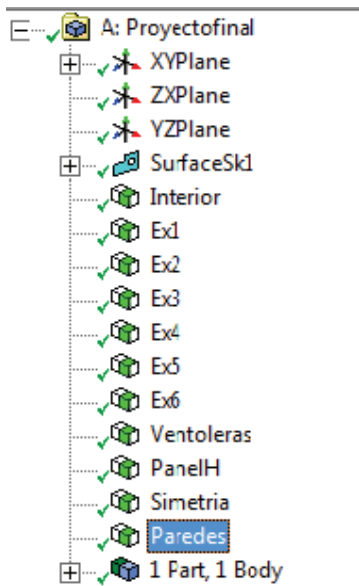 A: Proyectofinal
XYPlane
ZXPlane
YZPlane
SurfaceSk1
Interior
Ex1
Ex2
Ex3
Ex4
Ex5
Ex6
Ventoleras
PanelH
Simetria
Paredes
1 Part, 1 Body